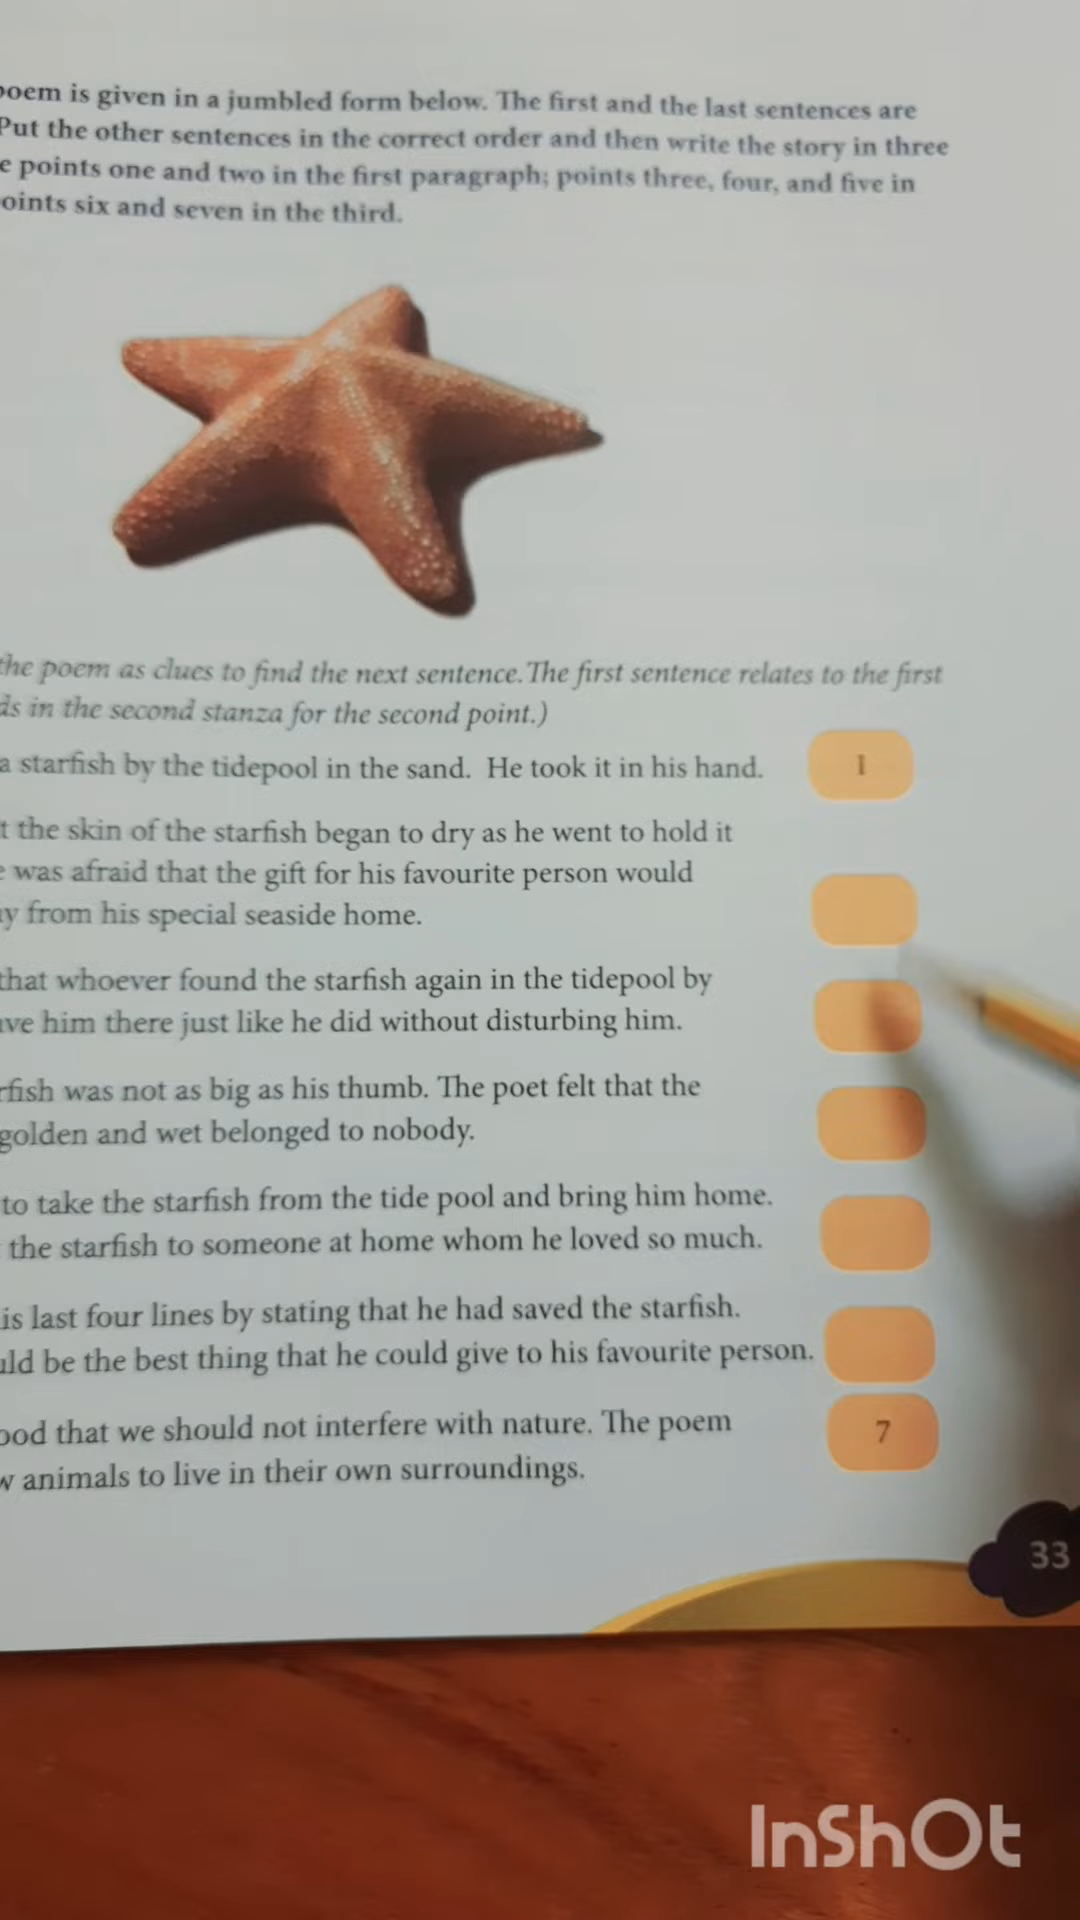 poem is given in a jumbled form below. The first and the last sentences are
Put the other sentences in the correct order and then write the story in three
points one and two in the first paragraph; points three, four, and five in
points six and seven in the third.
the poem as clues to find the next sentence. The first sentence relates to the first
in the second stanza for the second point.)
a starfish by the tidepool in the sand. He took it in his hand.
1
the skin of the starfish began to dry as he went to hold it
was afraid that the gift for his favourite person would
from his special seaside home.
that whoever found the starfish again in the tidepool by
him there just like he did without disturbing him.
was not as big as his thumb. The poet felt that the
golden and wet belonged to nobody.
to take the starfish from the tide pool and bring him home.
the starfish to someone at home whom he loved so much.
last four lines by stating that he had saved the starfish.
be the best thing that he could give to his favourite person.
that we should not interfere with nature. The poem
7
animals to live in their own surroundings.
33
InShOt